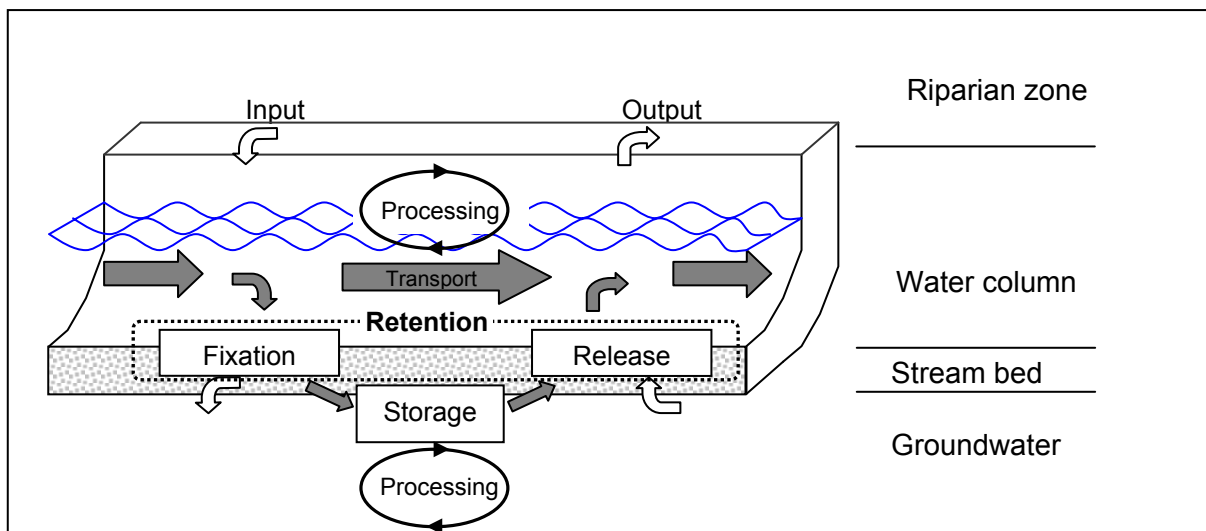 Riparian zone
Input
Output
Processing
Water column
Transport
Retention
Fixation
Release
Stream bed
Storage
Groundwater
Processing